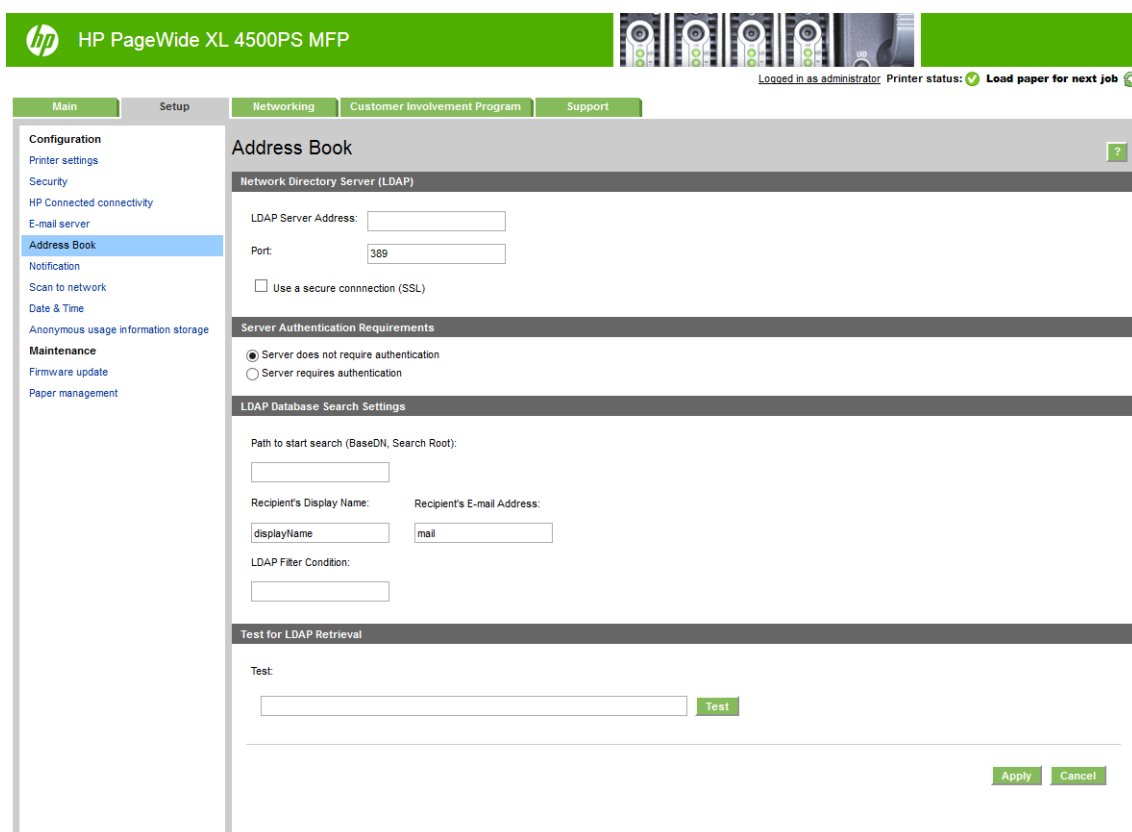 hp HP PageWide XL 4500PS MFP
UID
Logged in as administrator Printer status: Load paper for next job
Main Setup Networking Customer Involvement Program Support
Configuration
Printer settings
Security
HP Connected connectivity
E-mail server
Address Book
Notification
Scan to network
Date & Time
Anonymous usage information storage
Maintenance
Firmware update
Paper management
Address Book
?
Network Directory Server (LDAP)
LDAP Server Address:
Port: 389
Use a secure connnection (SSL)
Server Authentication Requirements
Server does not require authentication
Server requires authentication
LDAP Database Search Settings
Path to start search (BaseDN, Search Root):
Recipient's Display Name: Recipient's E-mail Address:
displayName mail
LDAP Filter Condition:
Test for LDAP Retrieval
Test:
Test
Apply Cancel